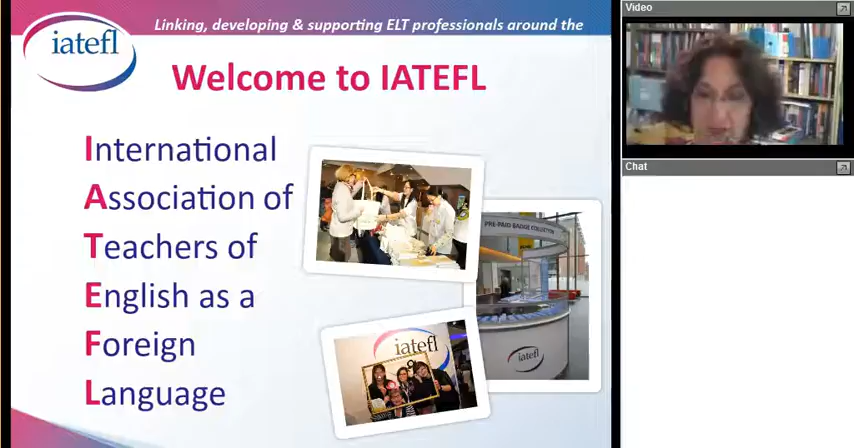 iatefl
Linking, developing & supporting ELT professionals around the
Welcome to IATEFL
International
Association of
Teachers of
English as a
Foreign
Language
PRE-PAID BADGE COLLECTION
iatefl
iatefl
Video
Chat